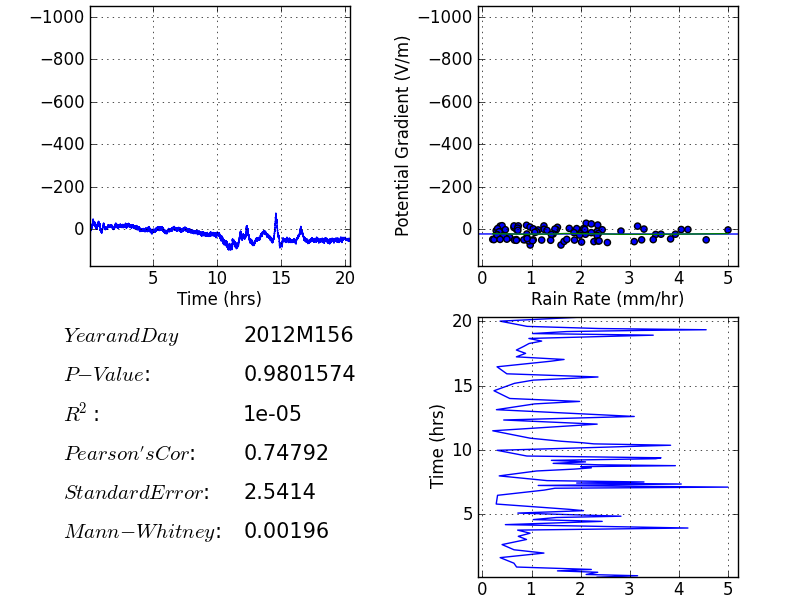 −1000
−800
−600
−400
−200
0
5 10 15 20
Time (hrs)
Potential Gradient (V/m)
−1000
−800
−600
−400
−200
0
0 1 2 3 4 5
Rain Rate (mm/hr)
YearandDay 2012M156
P−Value: 0.9801574
R²: 1e-05
Pearson'sCor: 0.74792
StandardError: 2.5414
Mann−Whitney: 0.00196
Time (hrs)
20
15
10
5
0 1 2 3 4 5